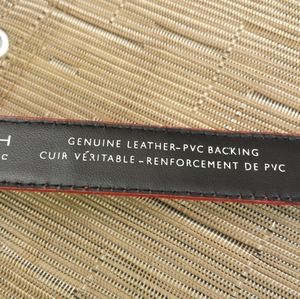 GENUINE LEATHER-PVC BACKING
CUIR VÉRITABLE-RENFORCEMENT DE PVC